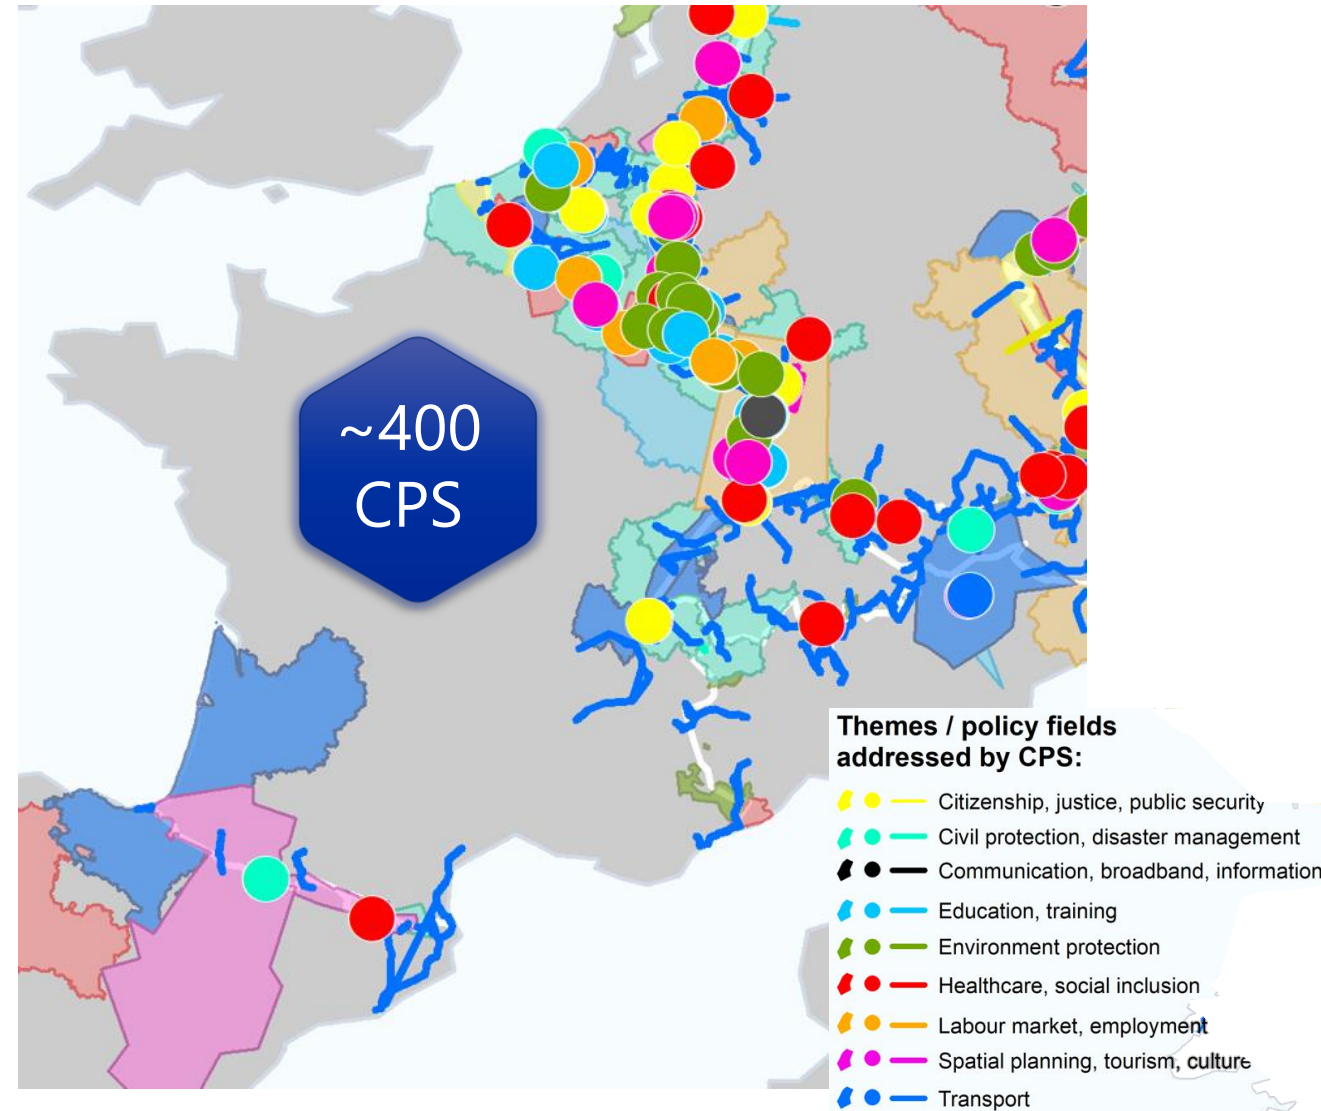 ~400
CPS
Themes / policy fields
addressed by CPS:
Citizenship, justice, public security
Civil protection, disaster management
Communication, broadband, information
Education, training
Environment protection
Healthcare, social inclusion
Labour market, employment
Spatial planning, tourism, culture
Transport